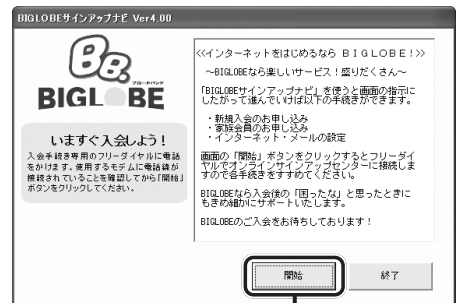 BIGLOBEサインアップナビ Ver4.00
BB.
ブロードバンド
BIGLOBE
いますぐ入会しよう！
入会手続き専用のフリーダイヤルに電話
をかけます。使用するモデムに電話線が
接続されていることを確認してから「開始」
ボタンをクリックしてください。
<<インターネットをはじめるなら ＢＩＧＬＯＢＥ!>>
～BIGLOBEなら楽しいサービス！盛りだくさん～
「BIGLOBEサインアップナビ」を使うと画面の指示に
したがって進んでいけば以下の手続きができます。
・新規入会のお申し込み
・家族会員のお申し込み
・インターネット・メールの設定
画面の「開始」ボタンをクリックするとフリーダイ
ヤルでオンラインサインアップセンターに接続しま
すので各手続きをすすめてください。
BIGLOBEなら入会後の「困ったな」と思ったときに
もきめ細かにサポートいたします。
BIGLOBEのご入会をお待ちしております！
開始
終了